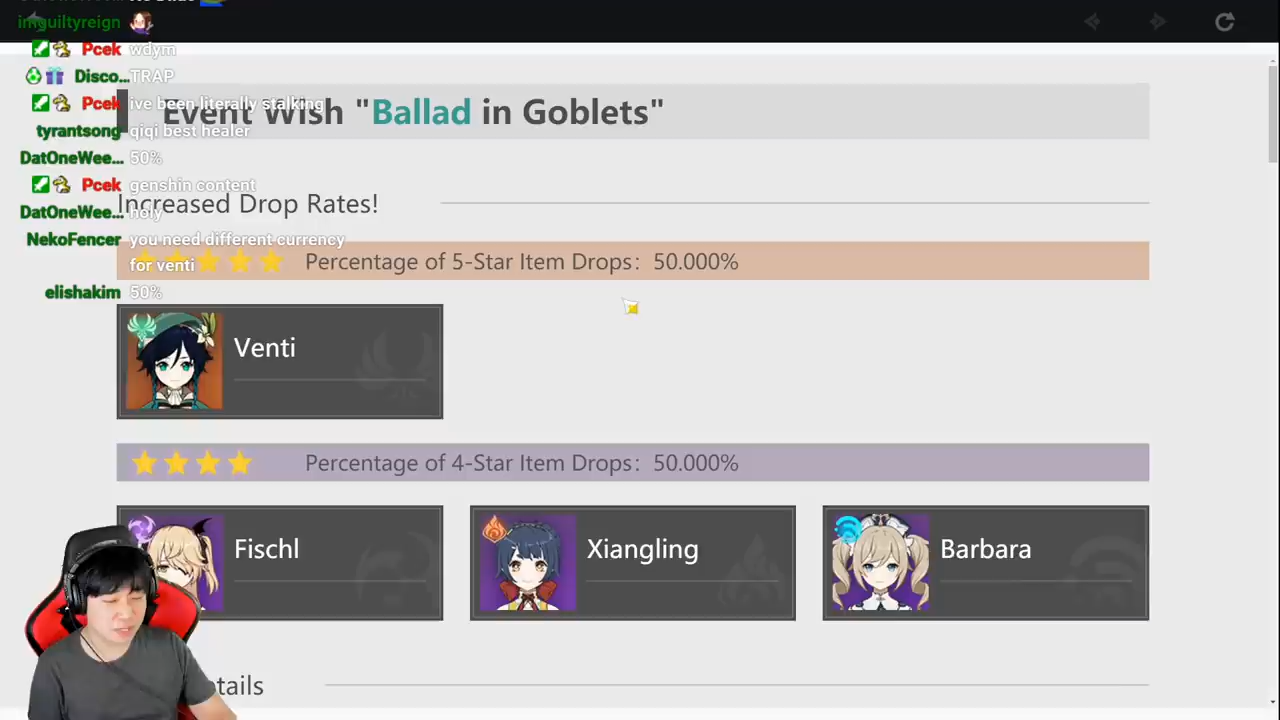 imguiltyreign
Pcek wdym
Disco... TRAP
Pcek ive been literally stalking
Event Wish "Ballad in Goblets"
tyrantsong qiqi best healer
DatOneWee... 50%
Pcek genshin content
Increased Drop Rates!
DatOneWee... holy
NekoFencer you need different currency
for venti
Percentage of 5-Star Item Drops: 50.000%
elishakim 50%
Venti
Percentage of 4-Star Item Drops: 50.000%
Fischl
Xiangling
Barbara
etails